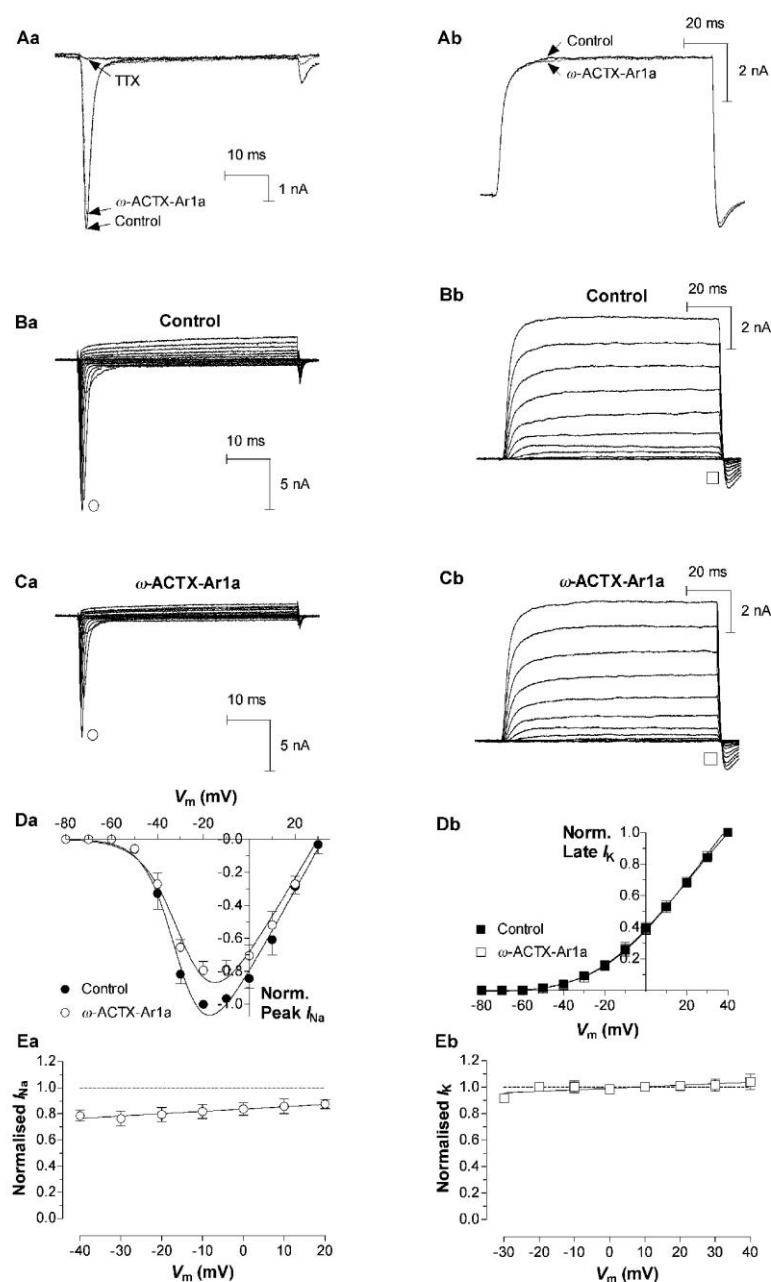 Aa
TTX
10 ms
1 nA
ω-ACTX-Ar1a
Control
Ab
20 ms
Control
2 nA
ω-ACTX-Ar1a
Ba
Control
10 ms
5 nA
Bb
20 ms
Control
2 nA
Ca
ω-ACTX-Ar1a
10 ms
5 nA
Cb
20 ms
ω-ACTX-Ar1a
2 nA
Vm (mV)
Da
-80 -60 -40 -20 20
-0.0
-0.2
-0.4
-0.6
-0.8
-1.0
Control
ω-ACTX-Ar1a
Norm.
Peak INa
Db
Norm.
Late IK
1.0
0.8
0.6
0.4
0.2
Control
ω-ACTX-Ar1a
-80 -60 -40 -20 0 20 40
Vm (mV)
Ea
Normalised INa
1.2
1.0
0.8
0.6
0.4
0.2
0.0
-40 -30 -20 -10 0 10 20
Vm (mV)
Eb
Normalised IK
1.2
1.0
0.8
0.6
0.4
0.2
0.0
-30 -20 -10 0 10 20 30 40
Vm (mV)